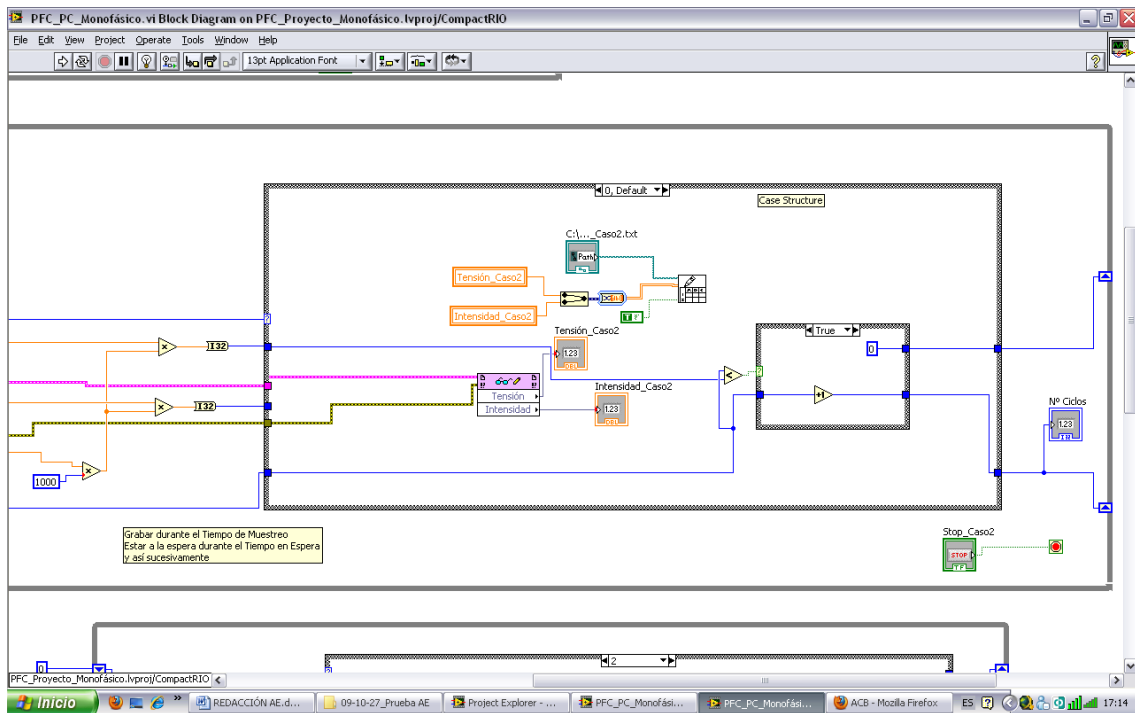 PFC_PC_Monofásico.vi Block Diagram on PFC_Proyecto_Monofásico.lvproj/CompactRIO
File Edit View Project Operate Tools Window Help
13pt Application Font
0, Default
Case Structure
C:\..._Caso2.txt
Path
Tensión_Caso2
Intensidad_Caso2
Tensión_Caso2
1.23
DBL
True
0
I32
Tensión
Intensidad
Intensidad_Caso2
1.23
DBL
+1
Nº Ciclos
1.23
I32
1000
Grabar durante el Tiempo de Muestreo
Estar a la espera durante el Tiempo en Espera
y así sucesivamente
Stop_Caso2
STOP
TF
0
2
PFC_Proyecto_Monofásico.lvproj/CompactRIO
Inicio
REDACCIÓN AE.d...
09-10-27_Prueba AE
Project Explorer - ...
PFC_PC_Monofási...
PFC_PC_Monofási...
ACB - Mozilla Firefox
ES
17:14